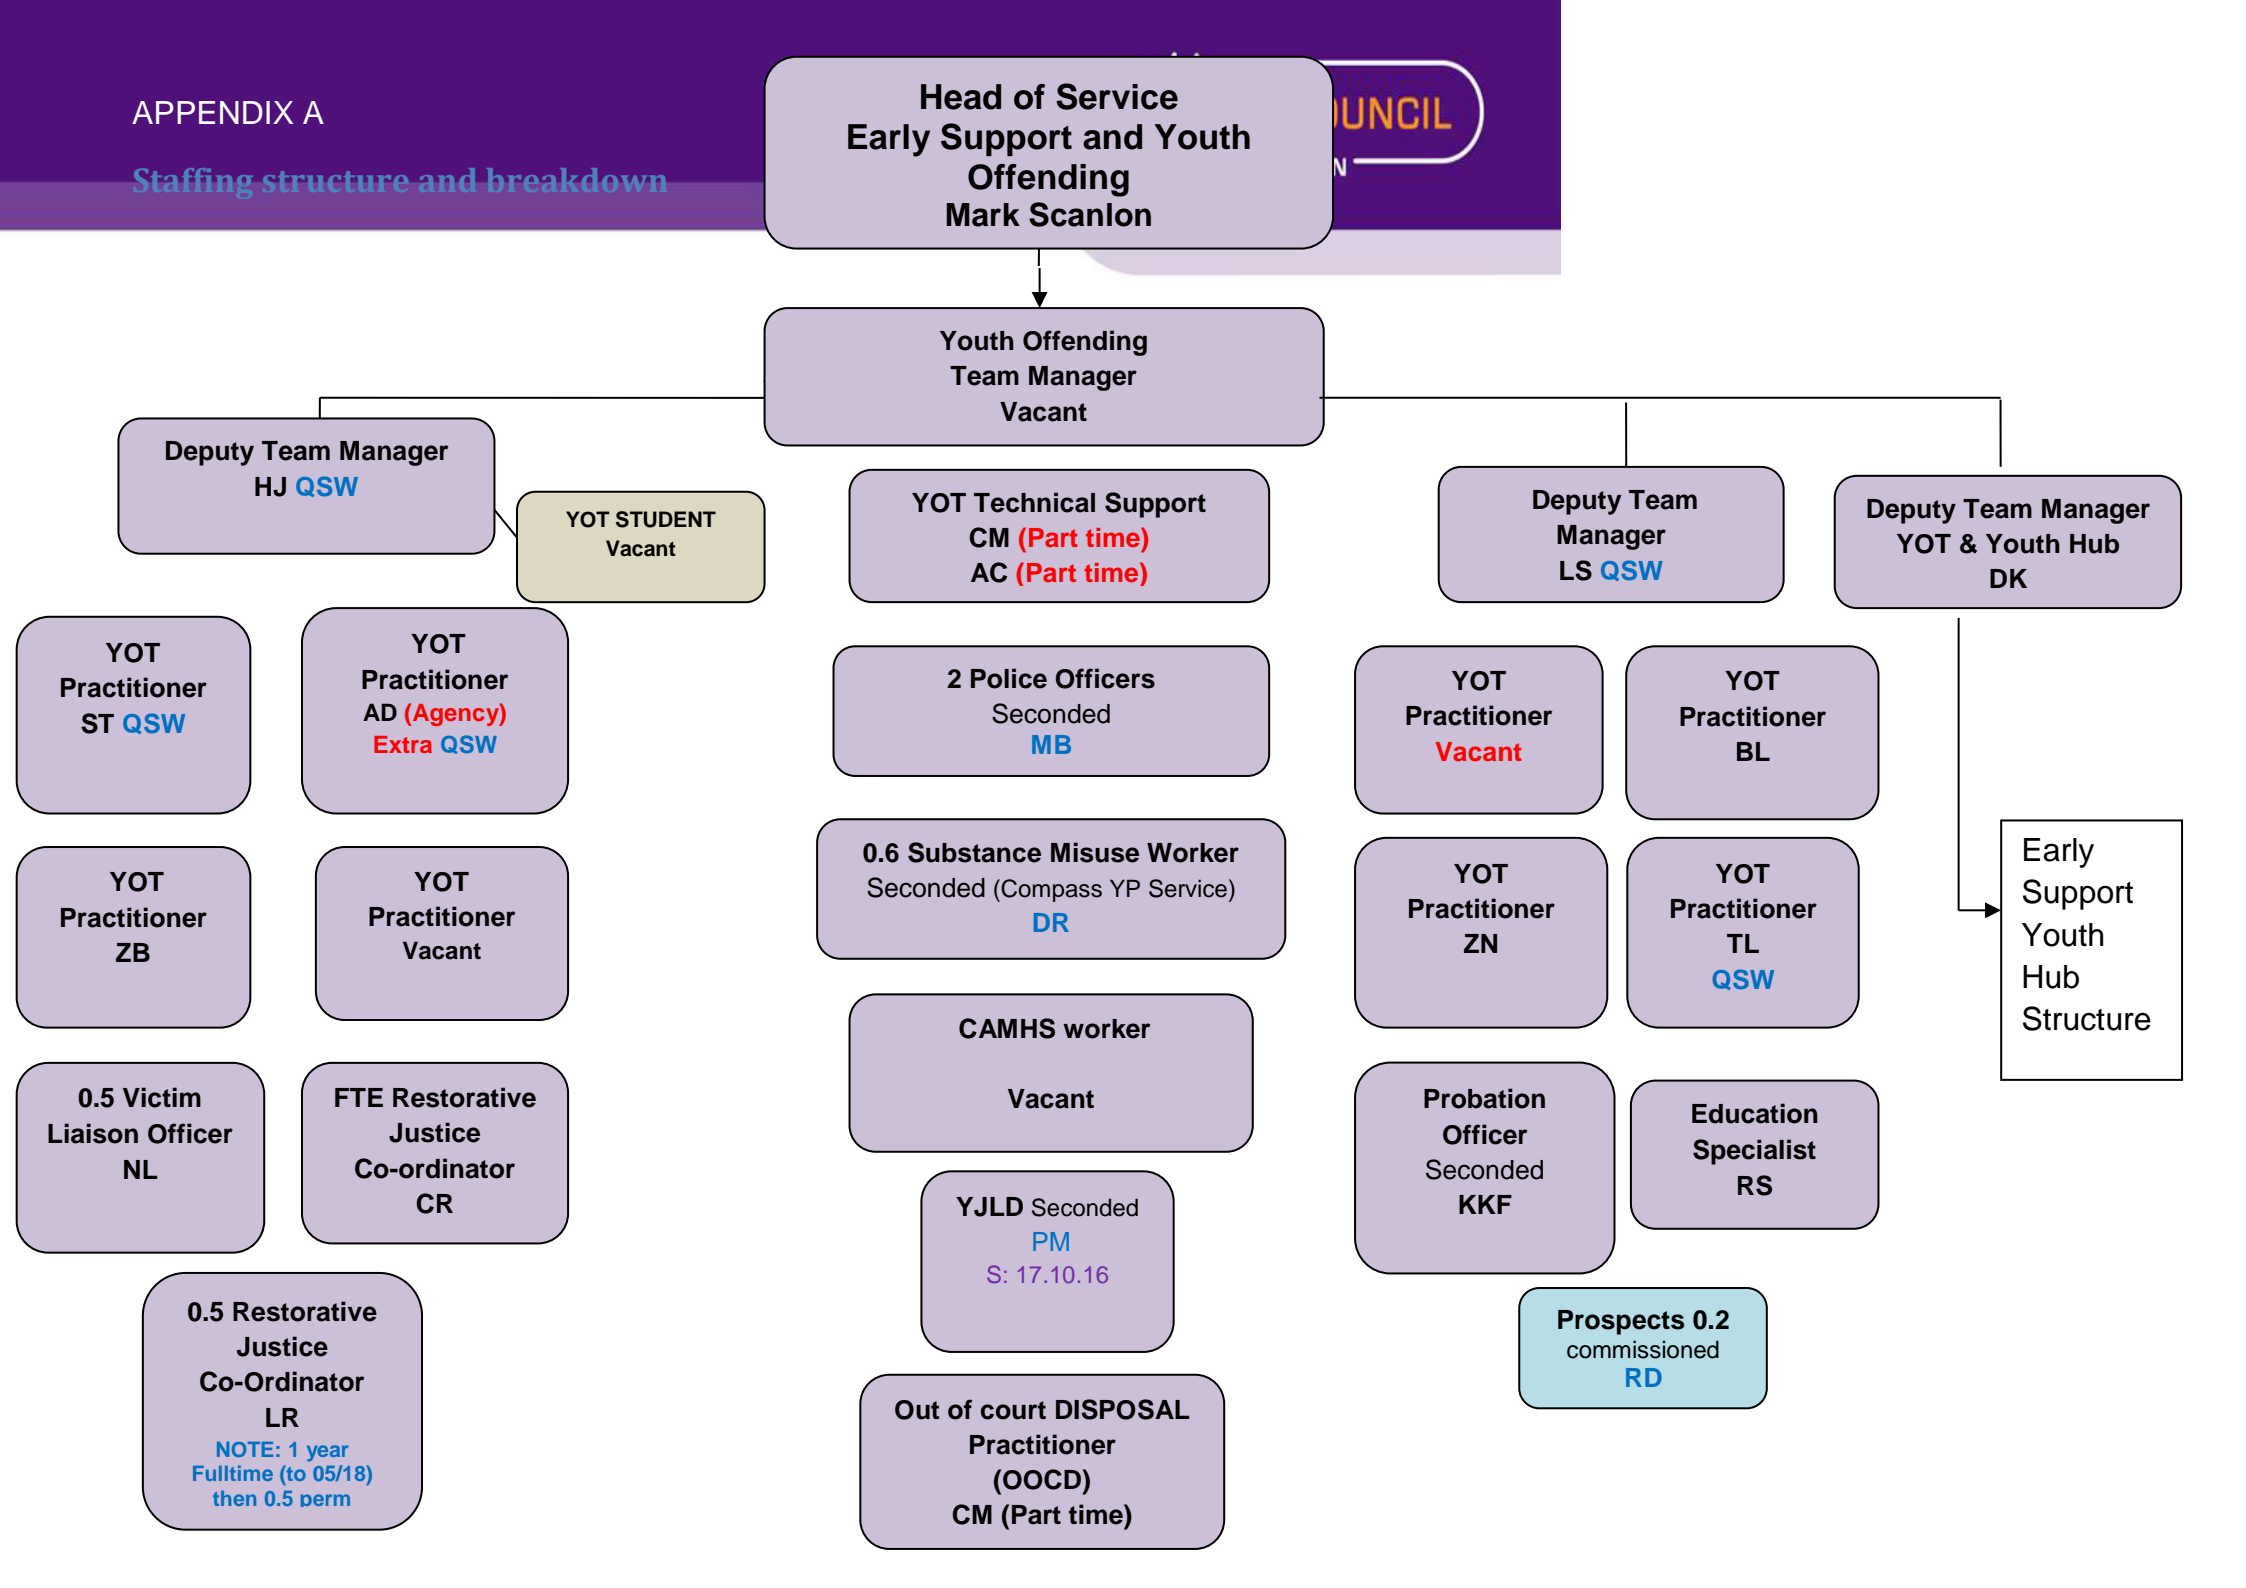 APPENDIX A
Staffing structure and breakdown
Head of Service
Early Support and Youth
Offending
Mark Scanlon
UNCIL
N
Youth Offending
Team Manager
Vacant
Deputy Team Manager
HJ QSW
YOT STUDENT
Vacant
YOT Technical Support
CM (Part time)
AC (Part time)
Deputy Team
Manager
LS QSW
Deputy Team Manager
YOT & Youth Hub
DK
YOT
Practitioner
ST QSW
YOT
Practitioner
AD (Agency)
Extra QSW
2 Police Officers
Seconded
MB
YOT
Practitioner
Vacant
YOT
Practitioner
BL
YOT
Practitioner
ZB
YOT
Practitioner
Vacant
0.6 Substance Misuse Worker
Seconded (Compass YP Service)
DR
YOT
Practitioner
ZN
YOT
Practitioner
TL
QSW
Early
Support
Youth
Hub
Structure
CAMHS worker
Vacant
0.5 Victim
Liaison Officer
NL
FTE Restorative
Justice
Co-ordinator
CR
Probation
Officer
Seconded
KKF
Education
Specialist
RS
YJLD Seconded
PM
S: 17.10.16
0.5 Restorative
Justice
Co-Ordinator
LR
NOTE: 1 year
Fulltime (to 05/18)
then 0.5 perm
Prospects 0.2
commissioned
RD
Out of court DISPOSAL
Practitioner
(OOCD)
CM (Part time)